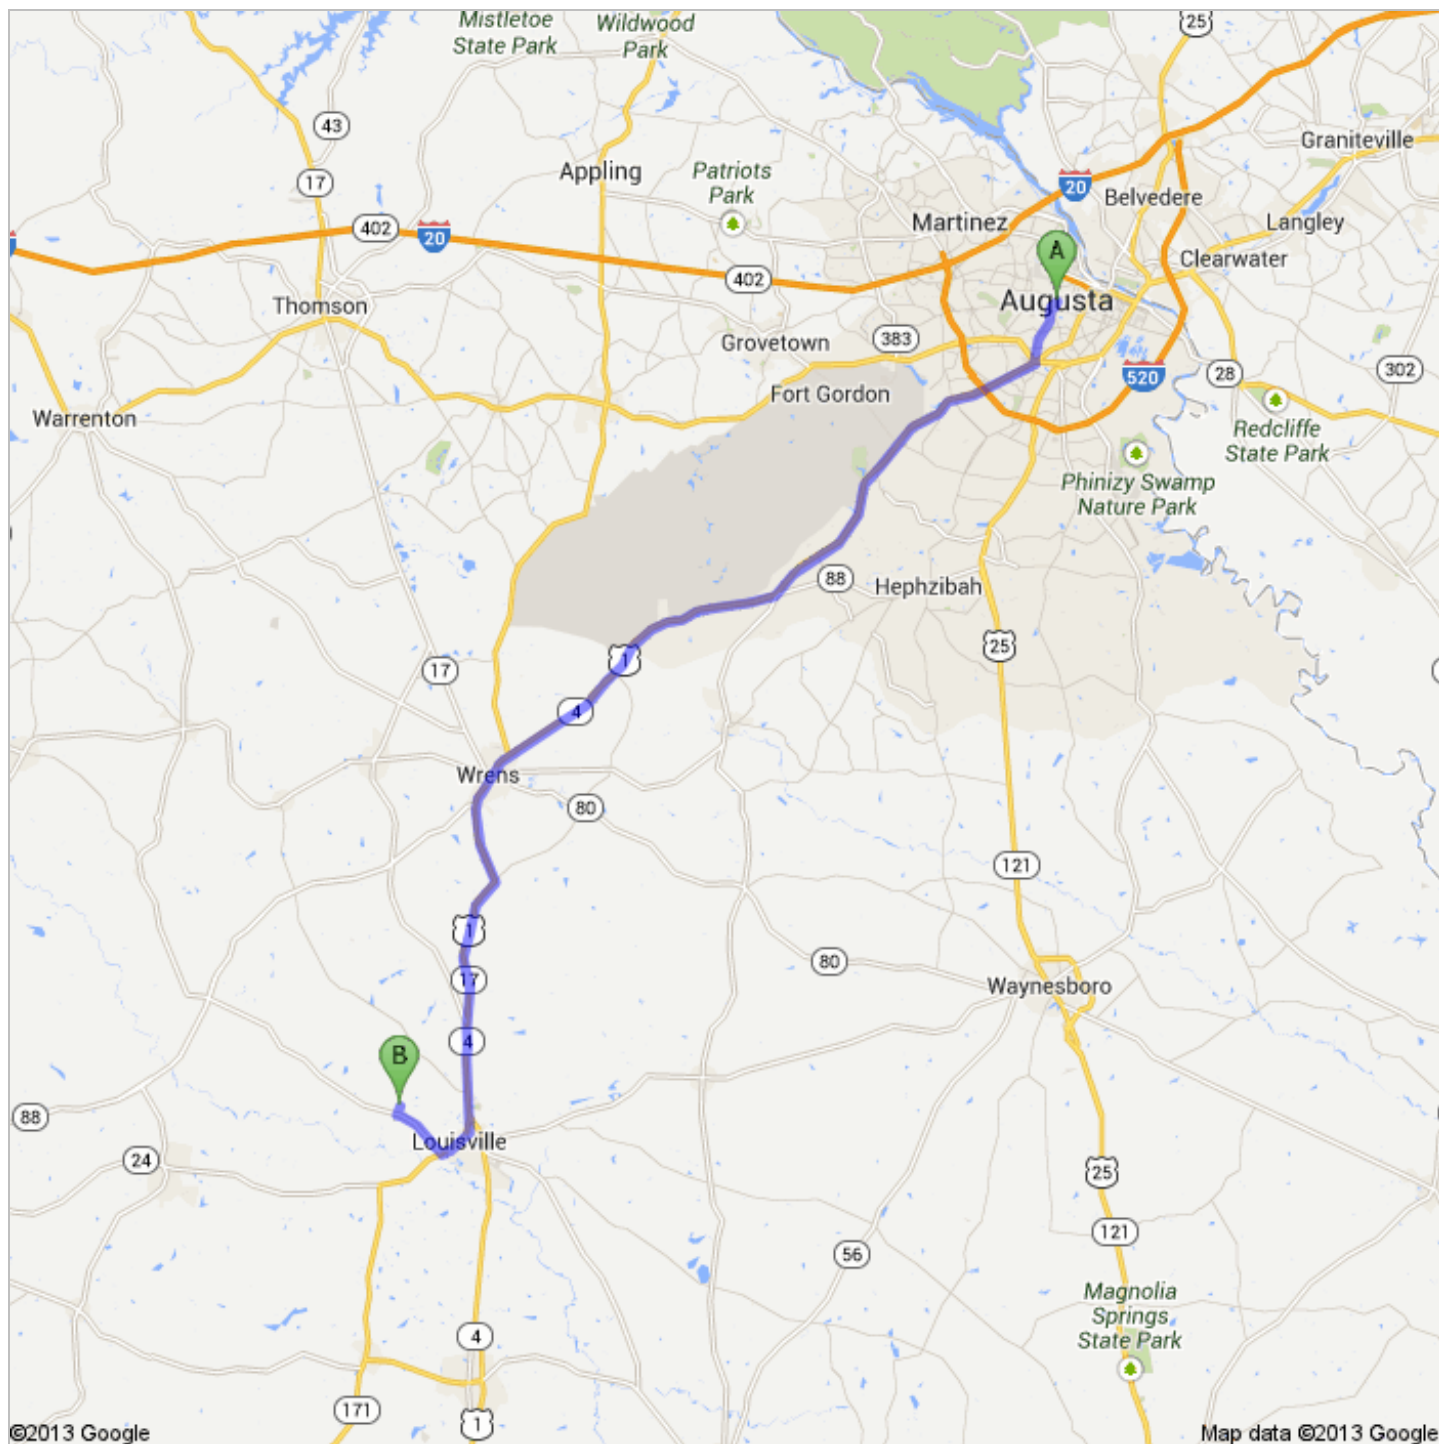 Mistletoe
State Park
Wildwood
Park
25
43
17
Appling
Patriots
Park
Graniteville
20
Belvedere
Martinez
Langley
402
20
A
Clearwater
402
Thomson
Augusta
Grovetown
383
520
28
302
Fort Gordon
Warrenton
Redcliffe
State Park
Phinizy Swamp
Nature Park
88
Hephzibah
25
1
17
4
Wrens
80
121
1
80
17
Waynesboro
4
B
88
Louisville
24
25
121
56
Magnolia
Springs
State Park
4
171
1
©2013 Google
Map data ©2013 Google